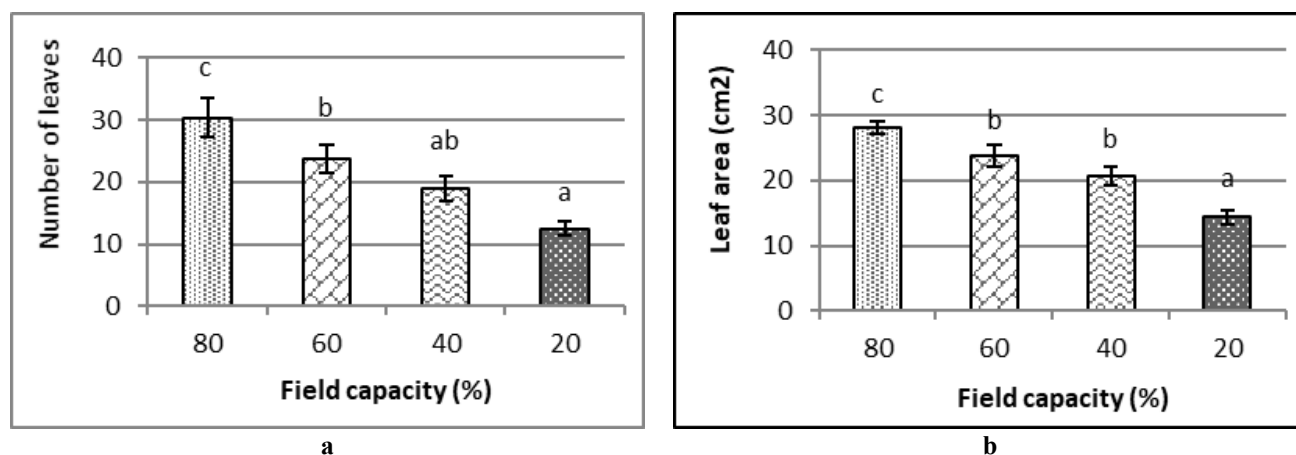 Number of leaves
40
30
20
10
0
c
b
ab
a
80 60 40 20
Field capacity (%)
a
Leaf area (cm2)
40
30
20
10
0
c
b
b
a
80 60 40 20
Field capacity (%)
b